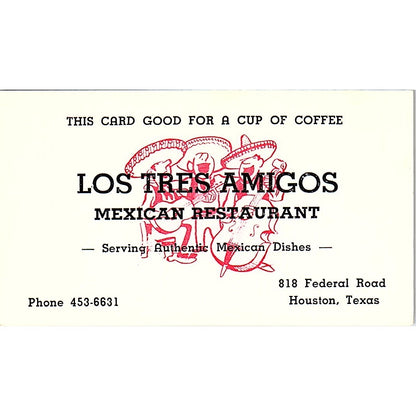 THIS CARD GOOD FOR A CUP OF COFFEE
LOS TRES AMIGOS
MEXICAN RESTAURANT
— Serving Authentic Mexican Dishes —
818 Federal Road
Phone 453-6631
Houston, Texas